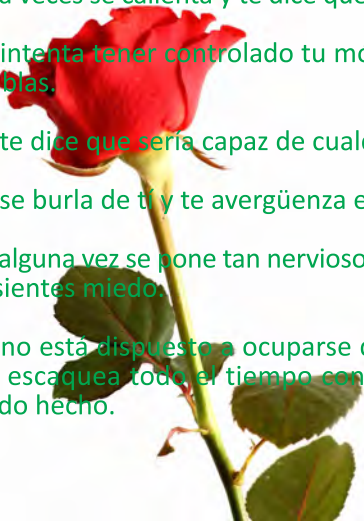 a veces se calienta y te dice que
intenta tener controlado tu mo
blas.
te dice que sería capaz de cualq
se burla de tí y te avergüenza e
alguna vez se pone tan nervioso
sientes miedo.
no está dispuesto a ocuparse d
escaquea todo el tiempo con
do hecho.